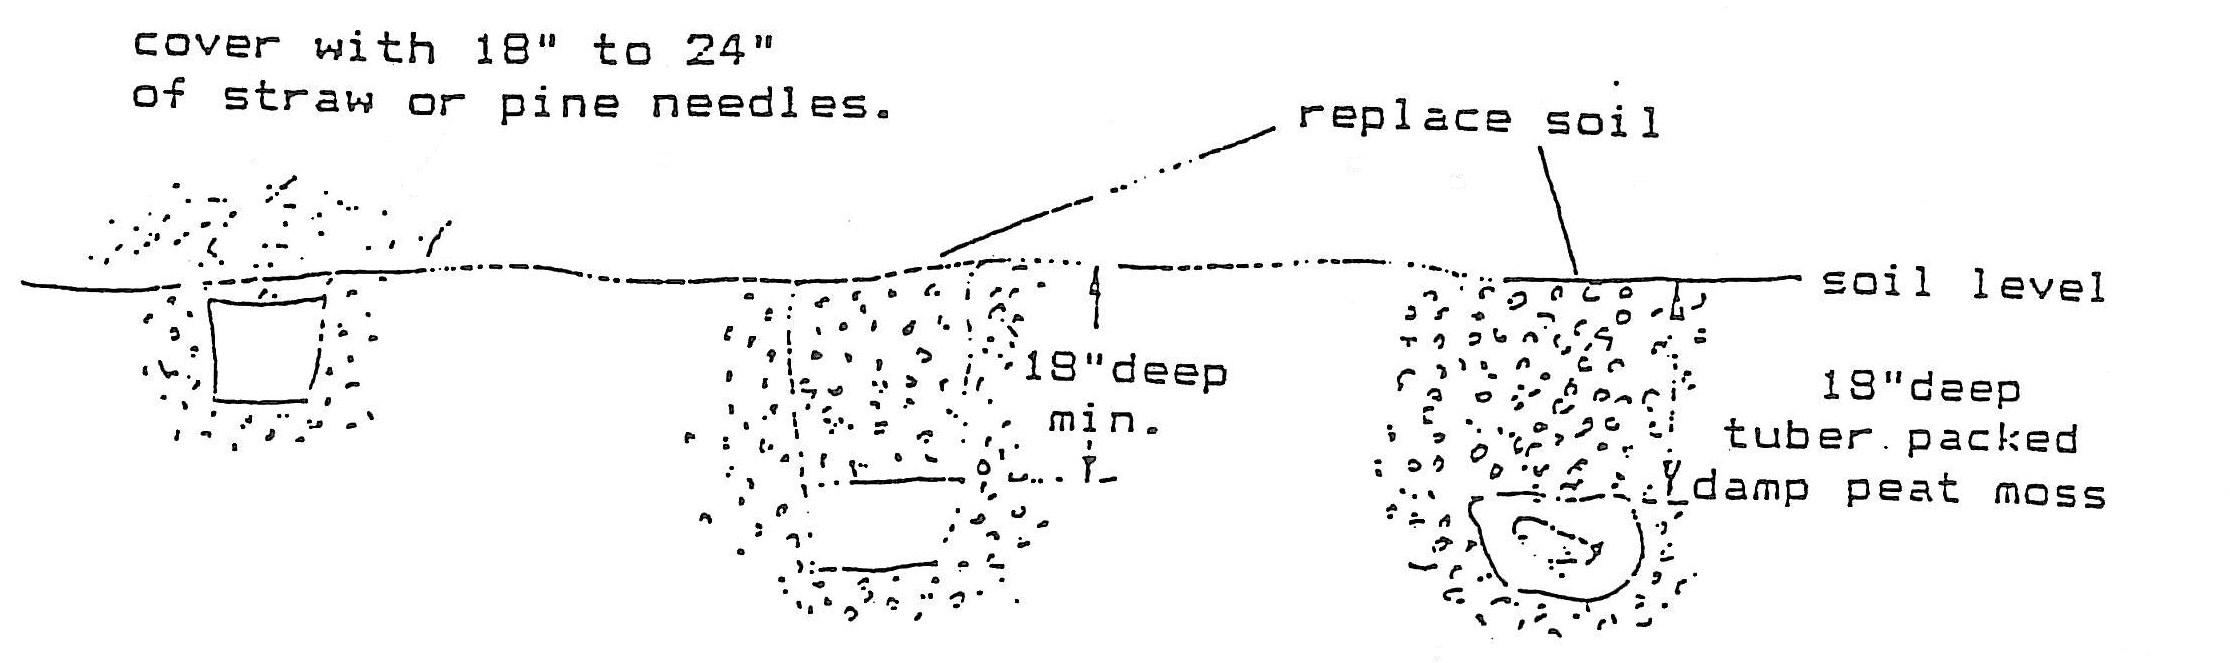 cover with 18" to 24"
of straw or pine needles.
replace soil
soil level
18"deep
min.
18"deep
tuber.packed
damp peat moss